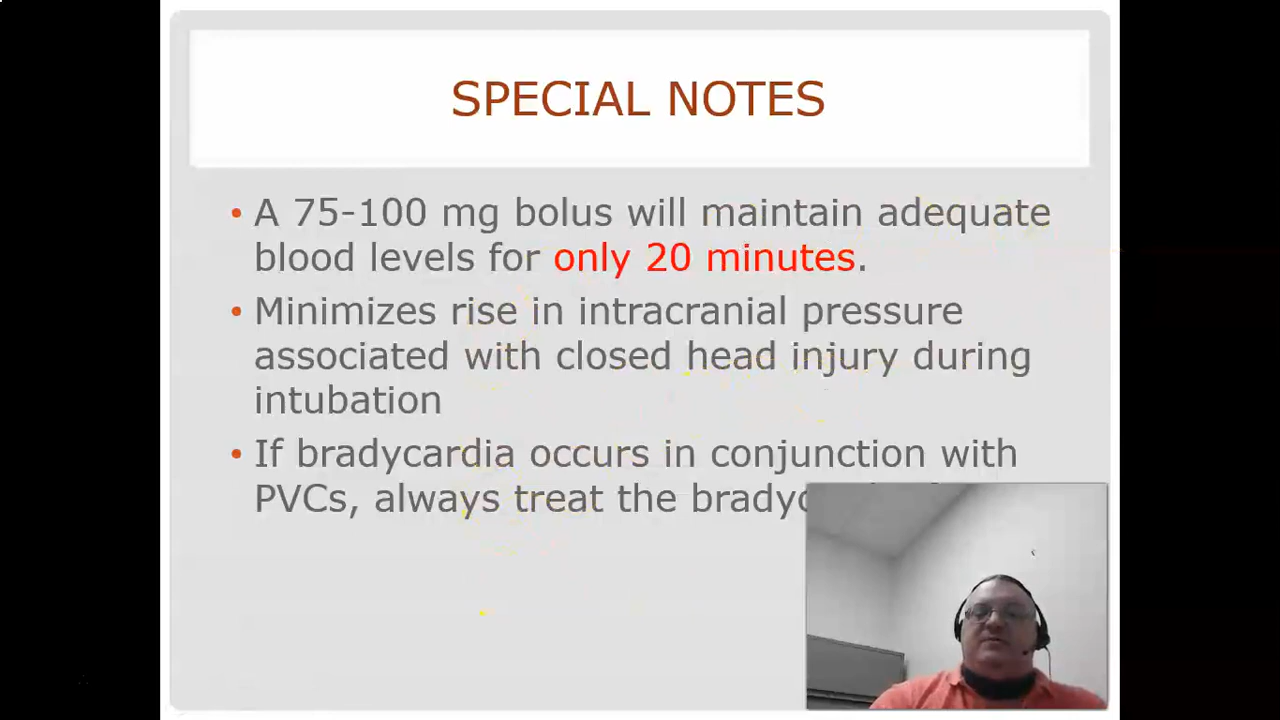 SPECIAL NOTES
• A 75-100 mg bolus will maintain adequate
blood levels for only 20 minutes.
• Minimizes rise in intracranial pressure
associated with closed head injury during
intubation
• If bradycardia occurs in conjunction with
PVCs, always treat the